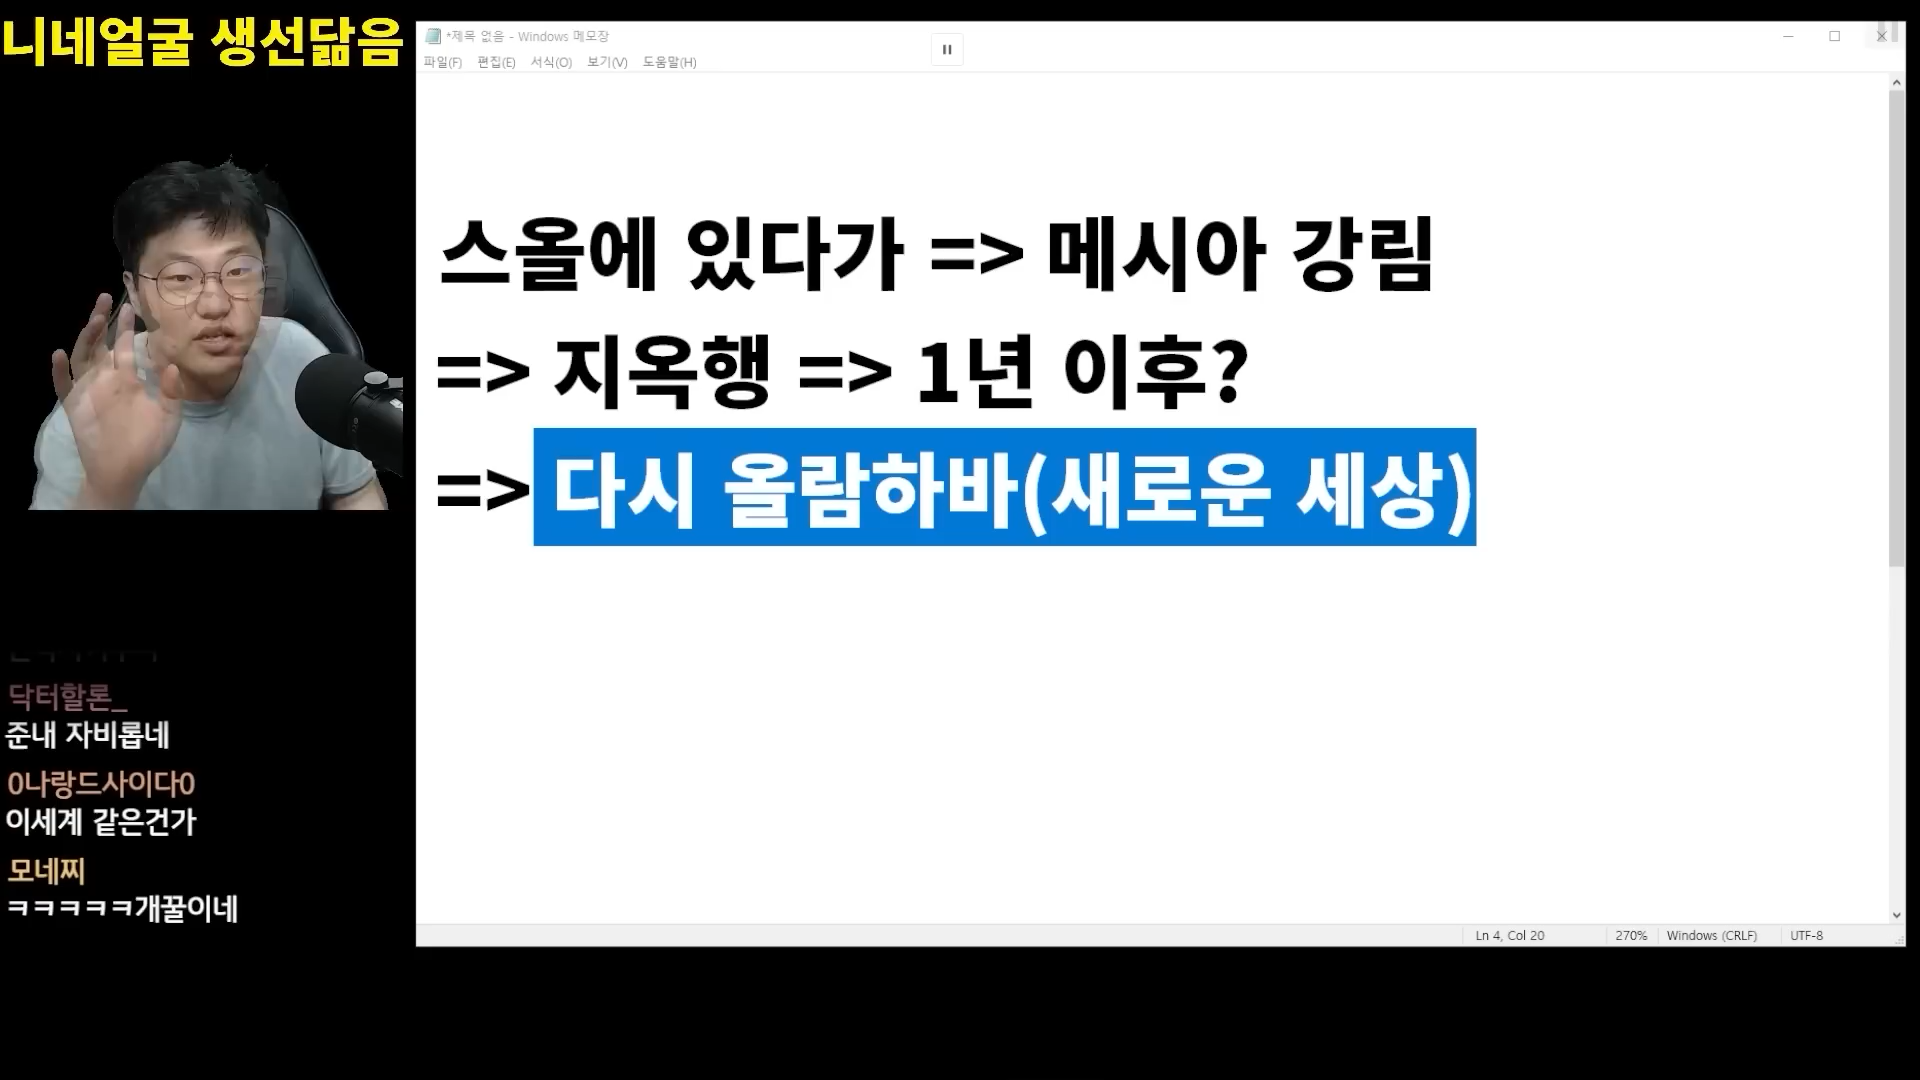 니네얼굴 생선닮음
*제목 없음 - Windows 메모장
파일(F) 편집(E) 서식(O) 보기(V) 도움말(H)
스올에 있다가 => 메시아 강림
=> 지옥행 => 1년 이후?
=> 다시 올람하바(새로운 세상)
닥터할론_
준내 자비롭네
0나랑드사이다0
이세계 같은건가
모네찌
ㅋㅋㅋㅋㅋ개꿀이네
Ln 4, Col 20 270% Windows (CRLF) UTF-8